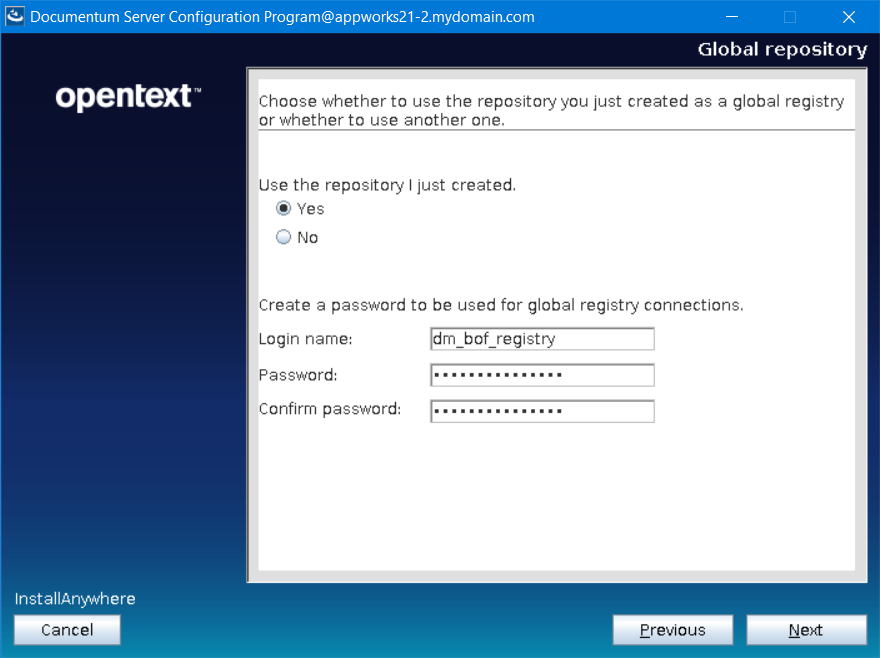 Documentum Server Configuration Program@appworks21-2.mydomain.com
Global repository
opentext™
Choose whether to use the repository you just created as a global registry
or whether to use another one.
Use the repository I just created.
Yes
No
Create a password to be used for global registry connections.
Login name: dm_bof_registry
Password: ▪▪▪▪▪▪▪▪▪▪▪▪▪▪▪
Confirm password: ▪▪▪▪▪▪▪▪▪▪▪▪▪▪▪
InstallAnywhere
Cancel Previous Next